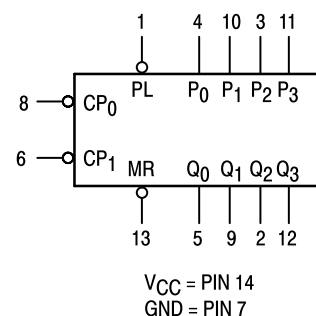 1 4 10 3 11
PL P0 P1 P2 P3
8 CP0
6 CP1
MR Q0 Q1 Q2 Q3
13 5 9 2 12
VCC = PIN 14
GND = PIN 7